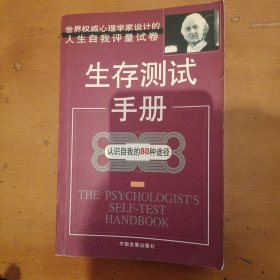 世界权威心理学家设计的
人生自我评量试卷
生存测试
手册
认识自我的80种途径
THE PSYCHOLOGIST'S
SELF-TEST
HANDBOOK
中国发展出版社